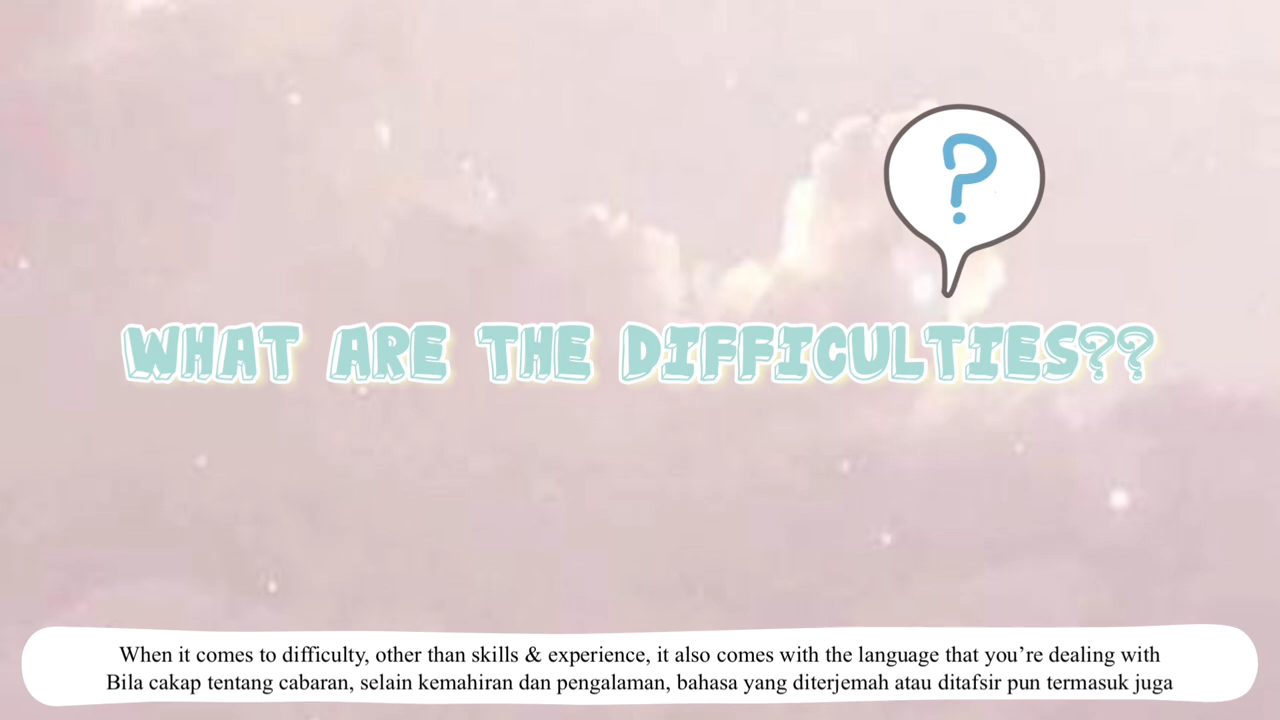 ?
WHAT ARE THE DIFFICULTIES??
When it comes to difficulty, other than skills & experience, it also comes with the language that you’re dealing with
Bila cakap tentang cabaran, selain kemahiran dan pengalaman, bahasa yang diterjemah atau ditafsir pun termasuk juga